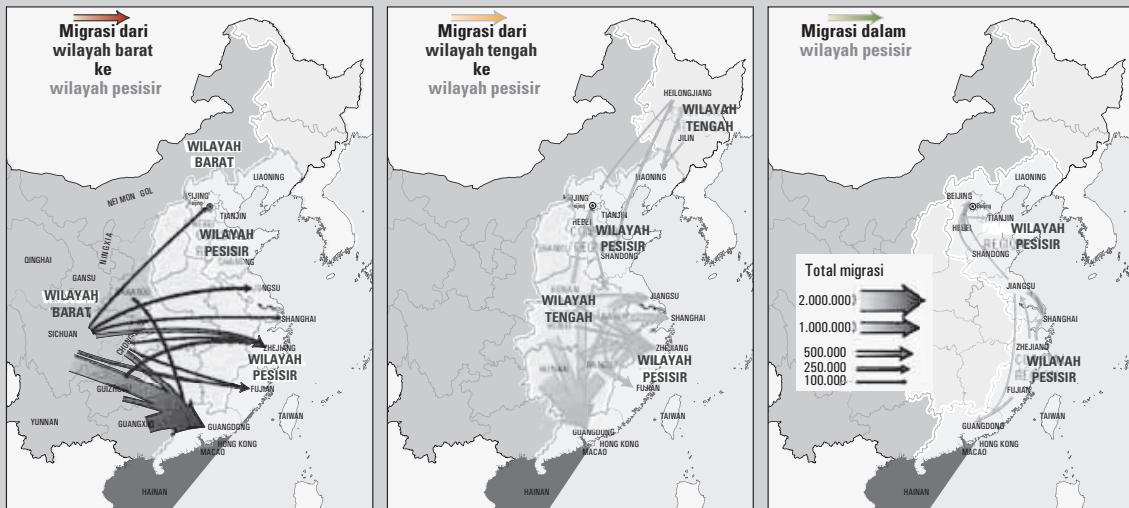 Migrasi dari
wilayah barat
ke
wilayah pesisir
WILAYAH
BARAT
LIAONING
NEI MON GOL
BEIJING
TIANJIN
WILAYAH
PESISIR
NINGXIA
QINGHAI
GANSU
WILAYAH
BARAT
SICHUAN
SHANGHAI
ZHEJIANG
WILAYAH
PESISIR
FUJIAN
YUNNAN
GUANGXI
GUANGDONG
TAIWAN
HONG KONG
MACAO
HAINAN
Migrasi dari
wilayah tengah
ke
wilayah pesisir
HEILONGJIANG
WILAYAH
TENGAH
JILIN
LIAONING
TIANJIN
HEBEI
WILAYAH
PESISIR
SHANDONG
WILAYAH
TENGAH
JIANGSU
SHANGHAI
ZHEJIANG
WILAYAH
PESISIR
FUJIAN
TAIWAN
GUANGDONG
HONG KONG
MACAO
HAINAN
Migrasi dalam
wilayah pesisir
LIAONING
BEIJING
TIANJIN
HEBEI
WILAYAH
PESISIR
SHANDONG
Total migrasi
2.000.000
1.000.000
500.000
250.000
100.000
JIANGSU
SHANGHAI
ZHEJIANG
WILAYAH
PESISIR
FUJIAN
TAIWAN
GUANGDONG
HONG KONG
MACAO
HAINAN